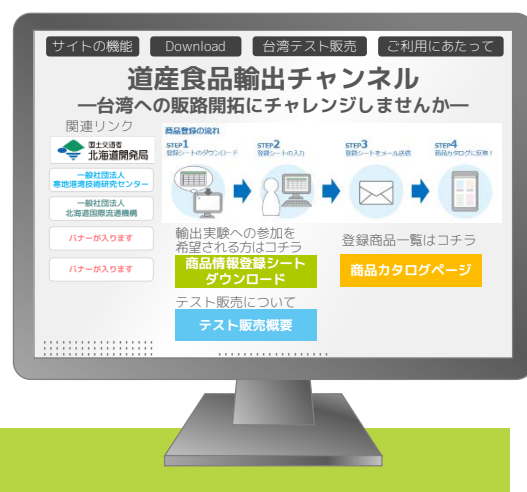 サイトの機能
Download
台湾テスト販売
ご利用にあたって
道産食品輸出チャンネル
―台湾への販路開拓にチャレンジしませんか―
関連リンク
国土交通省
北海道開発局
一般社団法人
寒地港湾技術研究センター
一般社団法人
北海道国際流通機構
バナーが入ります
バナーが入ります
商品登録の流れ
STEP1
登録シートのダウンロード
STEP2
登録シートの入力
STEP3
登録シートをメール送信
STEP4
商品カタログに反映！
輸出実験への参加を
希望される方はコチラ
商品情報登録シート
ダウンロード
登録商品一覧はコチラ
商品カタログページ
テスト販売について
テスト販売概要